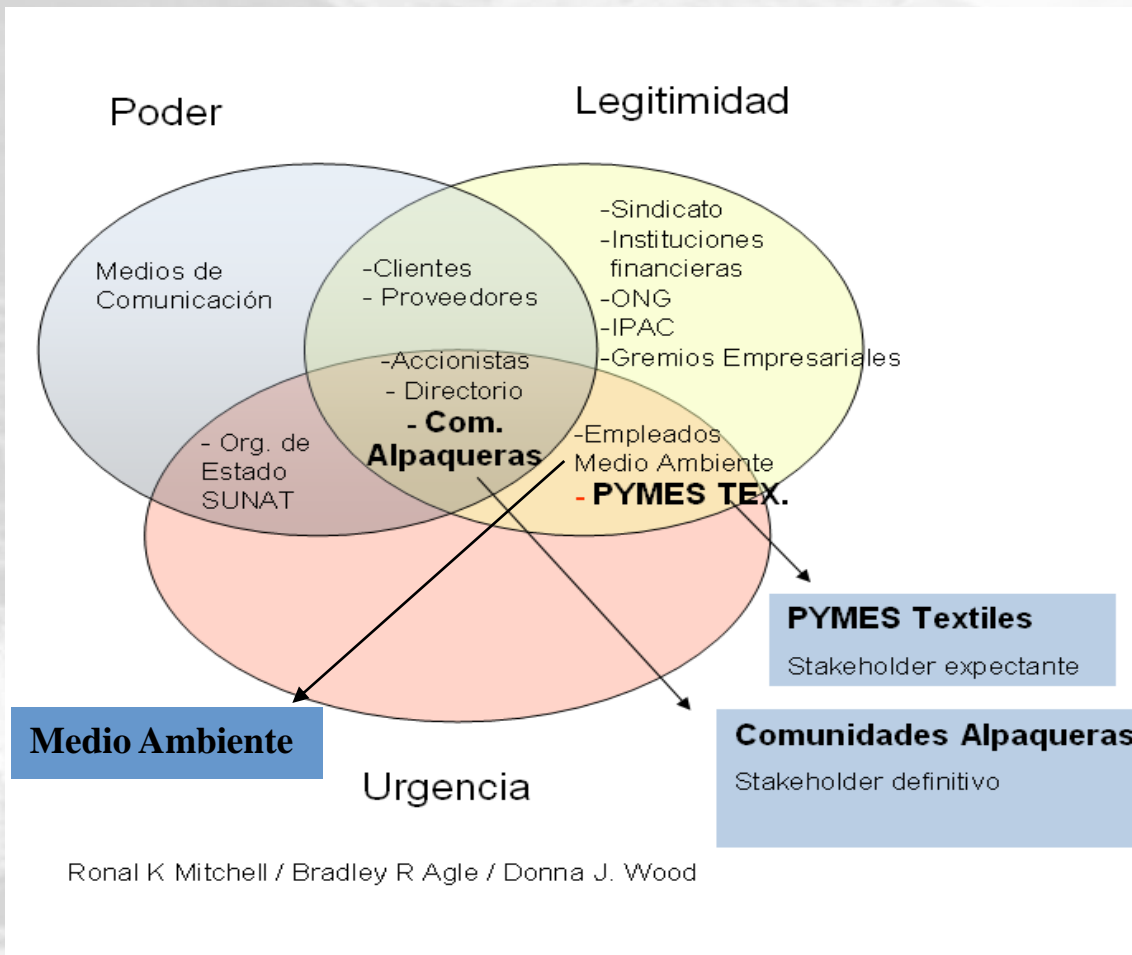 Poder
Legitimidad
Medios de
Comunicación
-Clientes
- Proveedores
-Sindicato
-Instituciones
financieras
-ONG
-IPAC
-Gremios Empresariales
-Accionistas
- Directorio
- Com.
Alpaqueras
- Org. de
Estado
SUNAT
-Empleados
Medio Ambiente
- PYMES TEX.
PYMES Textiles
Stakeholder expectante
Comunidades Alpaqueras
Stakeholder definitivo
Medio Ambiente
Urgencia
Ronal K Mitchell / Bradley R Agle / Donna J. Wood